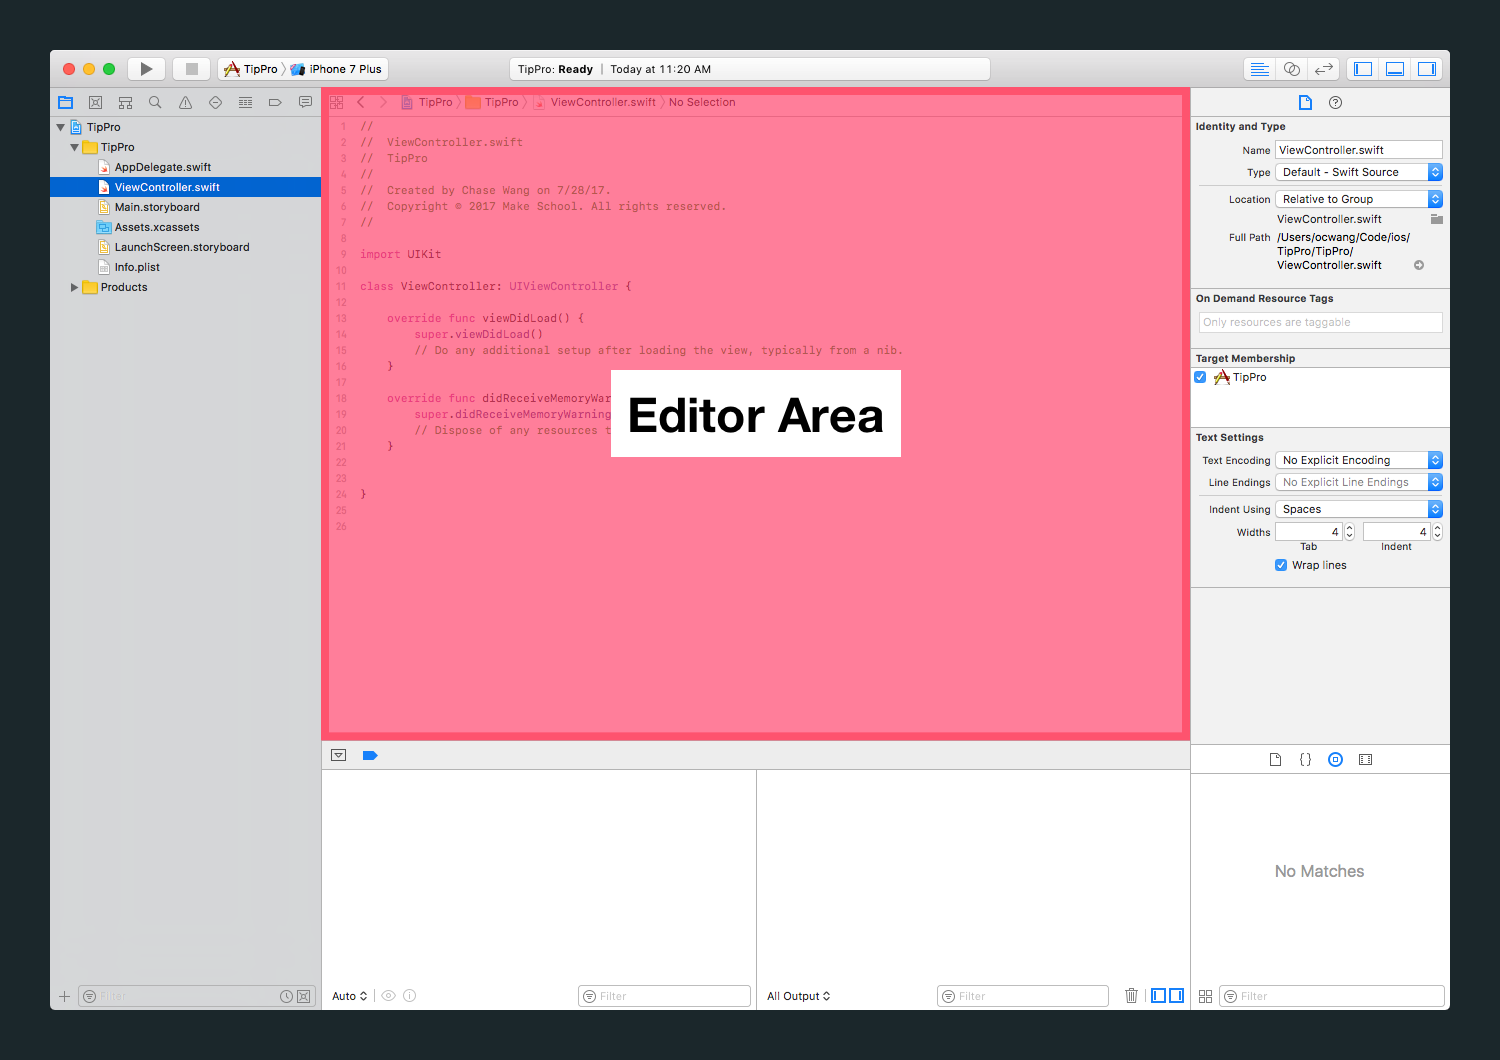 TipPro iPhone 7 Plus
TipPro: Ready | Today at 11:20 AM
TipPro
TipPro
AppDelegate.swift
ViewController.swift
Main.storyboard
Assets.xcassets
LaunchScreen.storyboard
Info.plist
Products
Filter
TipPro TipPro ViewController.swift No Selection
1 //
2 //  ViewController.swift
3 //  TipPro
4 //
5 //  Created by Chase Wang on 7/28/17.
6 //  Copyright © 2017 Make School. All rights reserved.
7 //
8
9 import UIKit
10
11 class ViewController: UIViewController {
12
13     override func viewDidLoad() {
14         super.viewDidLoad()
15         // Do any additional setup after loading the view, typically from a nib.
16     }
17
18     override func didReceiveMemoryWar
19         super.didReceiveMemoryWarning
20         // Dispose of any resources t
21     }
22
23
24 }
25
26
Editor Area
Auto
Filter
All Output
Filter
Identity and Type
Name ViewController.swift
Type Default - Swift Source
Location Relative to Group
ViewController.swift
Full Path /Users/ocwang/Code/ios/
TipPro/TipPro/
ViewController.swift
On Demand Resource Tags
Only resources are taggable
Target Membership
TipPro
Text Settings
Text Encoding No Explicit Encoding
Line Endings No Explicit Line Endings
Indent Using Spaces
Widths 4 4
Tab Indent
Wrap lines
{}
No Matches
Filter